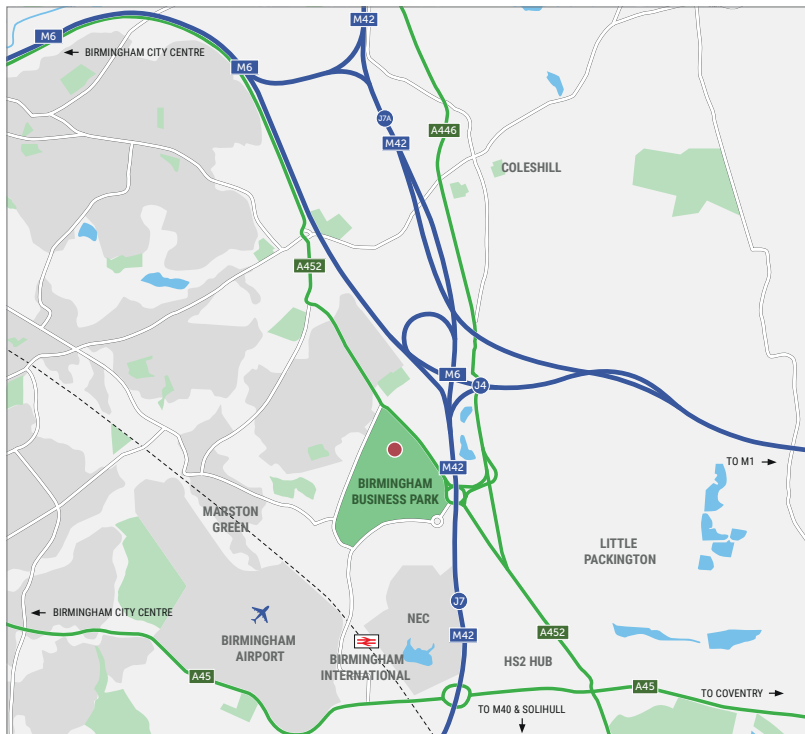 M42
M6
BIRMINGHAM CITY CENTRE
M6
J7A
M42
A446
COLESHILL
A452
M6
J4
TO M1
M42
BIRMINGHAM
BUSINESS PARK
MARSTON
GREEN
LITTLE
PACKINGTON
J7
BIRMINGHAM CITY CENTRE
NEC
M42
A452
BIRMINGHAM
AIRPORT
BIRMINGHAM
INTERNATIONAL
HS2 HUB
A45
A45
TO COVENTRY
TO M40 & SOLIHULL